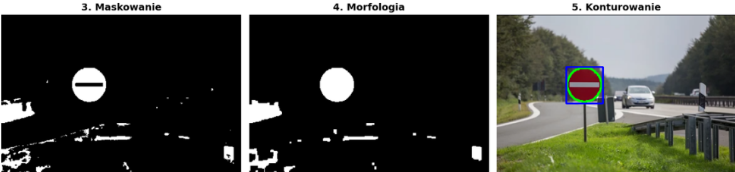 3. Maskowanie
4. Morfologia
5. Konturowanie